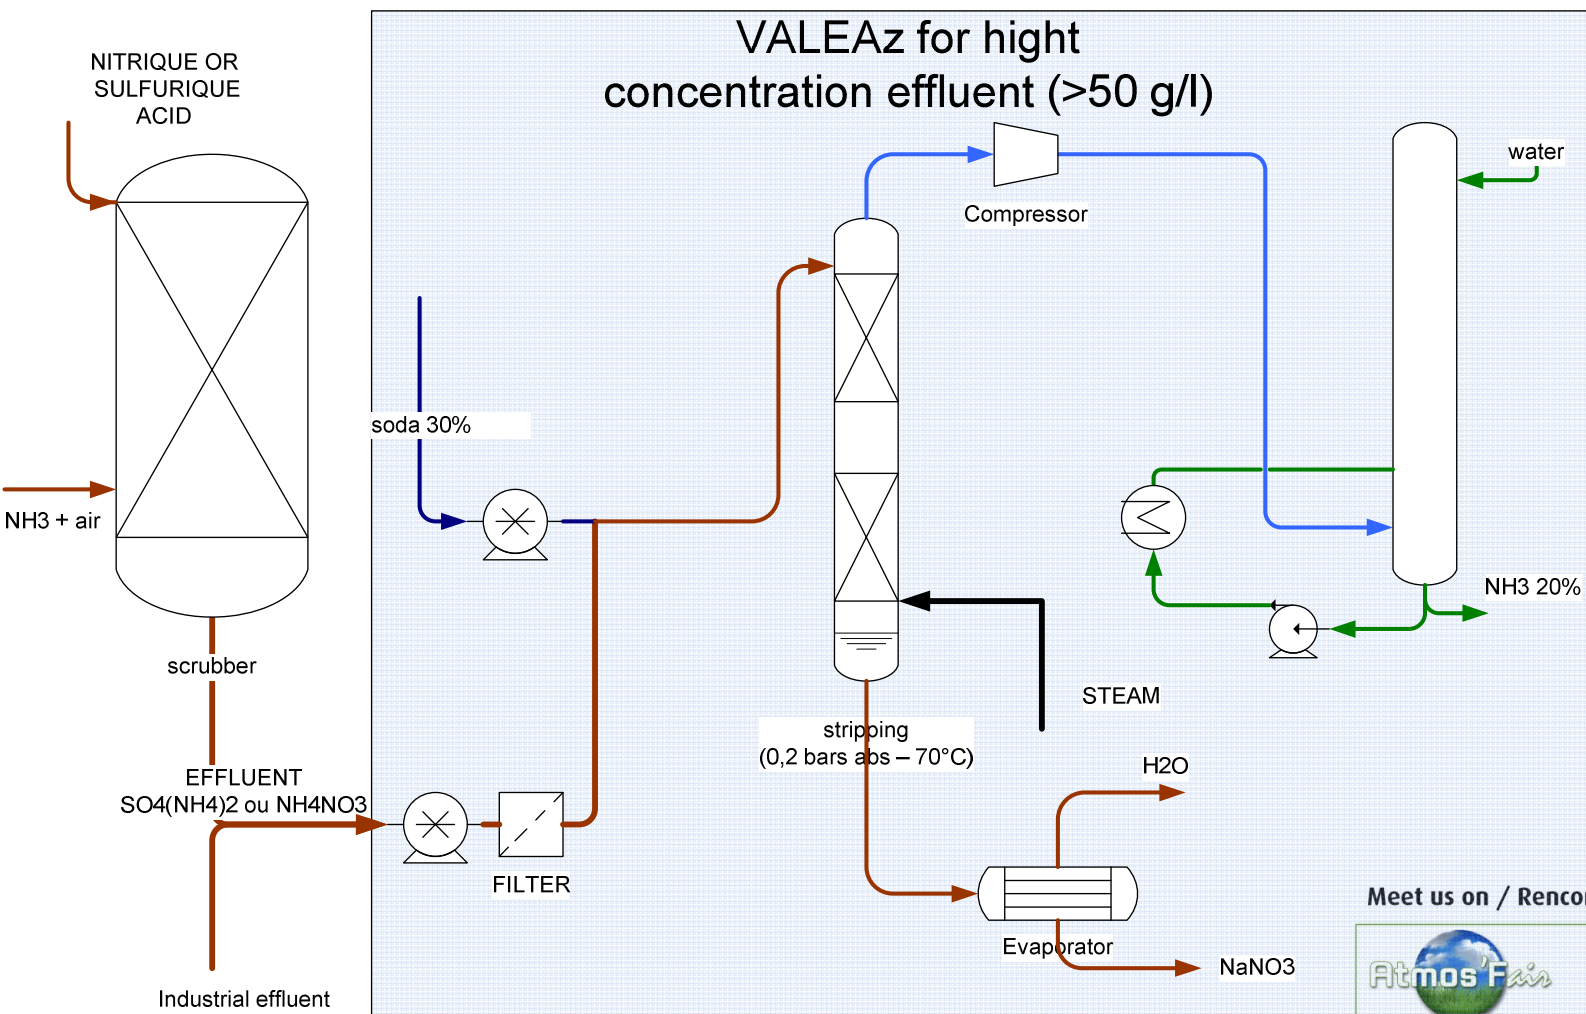 VALEAz for hight
concentration effluent (>50 g/l)
NITRIQUE OR
SULFURIQUE
ACID
water
Compressor
soda 30%
NH3 + air
NH3 20%
scrubber
STEAM
stripping
(0,2 bars abs – 70°C)
H2O
EFFLUENT
SO4(NH4)2 ou NH4NO3
FILTER
Meet us on / Rencon
Evaporator
NaNO3
Atmos'Fair
Industrial effluent